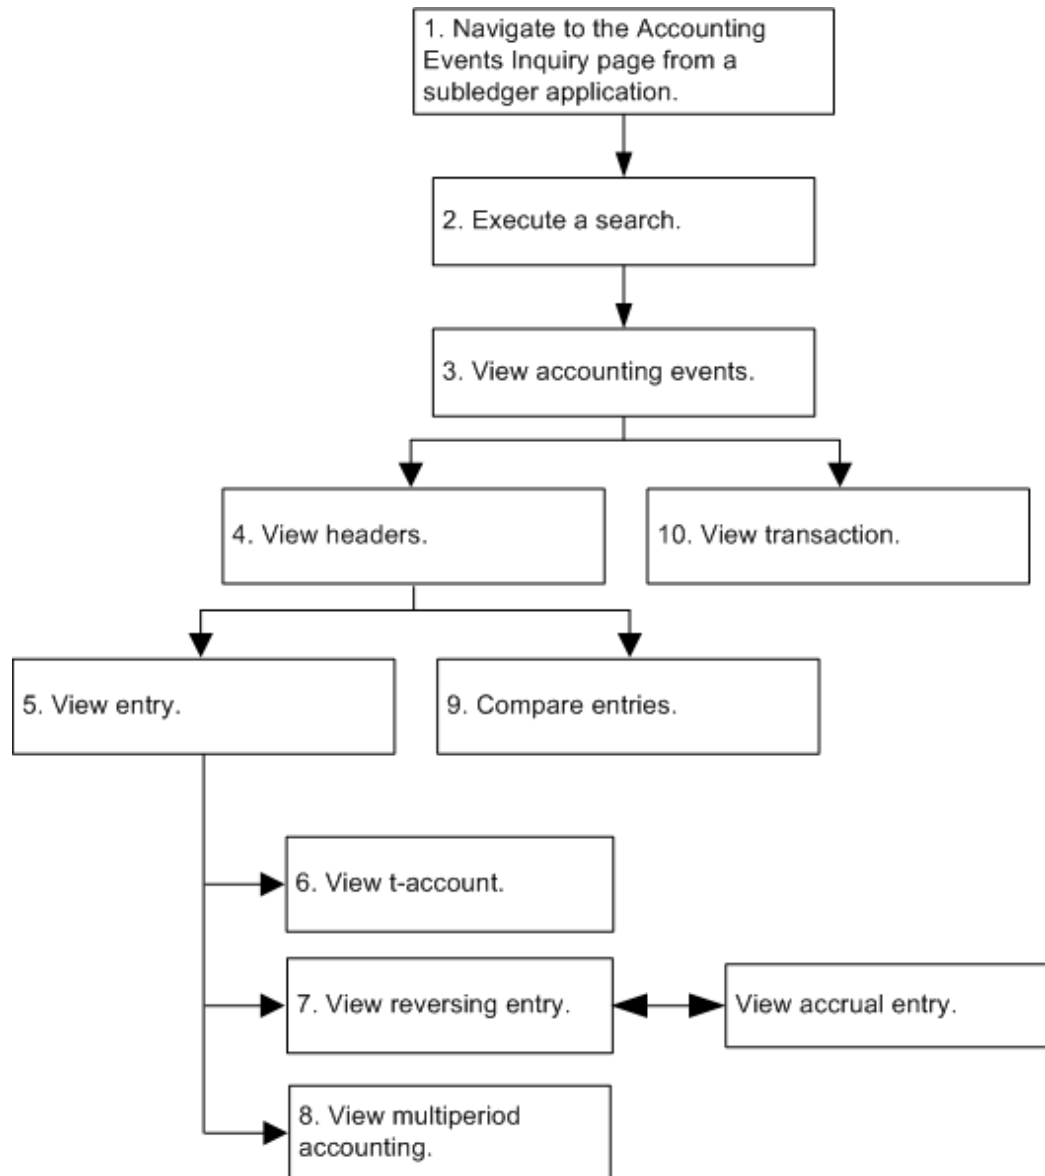 1. Navigate to the Accounting
Events Inquiry page from a
subledger application.
2. Execute a search.
3. View accounting events.
4. View headers.
10. View transaction.
5. View entry.
9. Compare entries.
6. View t-account.
7. View reversing entry.
View accrual entry.
8. View multiperiod
accounting.